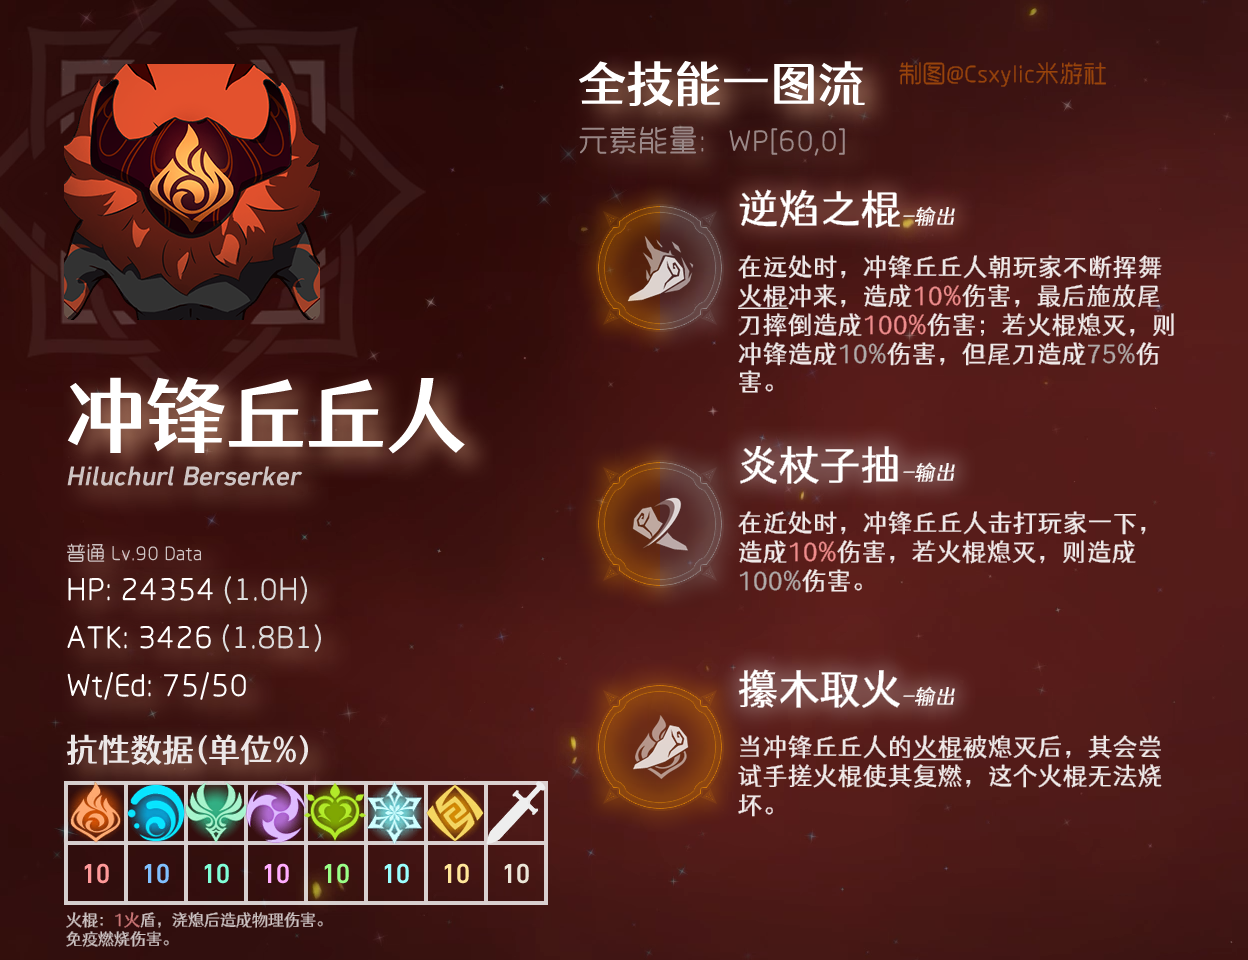 全技能一图流
制图@Csxylic米游社
元素能量: WP[60,0]
逆焰之棍-输出
在远处时，冲锋丘丘人朝玩家不断挥舞
火棍冲来，造成10%伤害，最后施放尾
刀摔倒造成100%伤害；若火棍熄灭，则
冲锋造成10%伤害，但尾刀造成75%伤
害。
冲锋丘丘人
Hiluchurl Berserker
炎杖子抽-输出
在近处时，冲锋丘丘人击打玩家一下，
造成10%伤害，若火棍熄灭，则造成
100%伤害。
普通 Lv.90 Data
HP: 24354 (1.0H)
ATK: 3426 (1.8B1)
Wt/Ed: 75/50
攥木取火-输出
当冲锋丘丘人的火棍被熄灭后，其会尝
试手搓火棍使其复燃，这个火棍无法烧
坏。
抗性数据(单位%)
10 10 10 10 10 10 10 10
火棍：1火盾，浇熄后造成物理伤害。
免疫燃烧伤害。